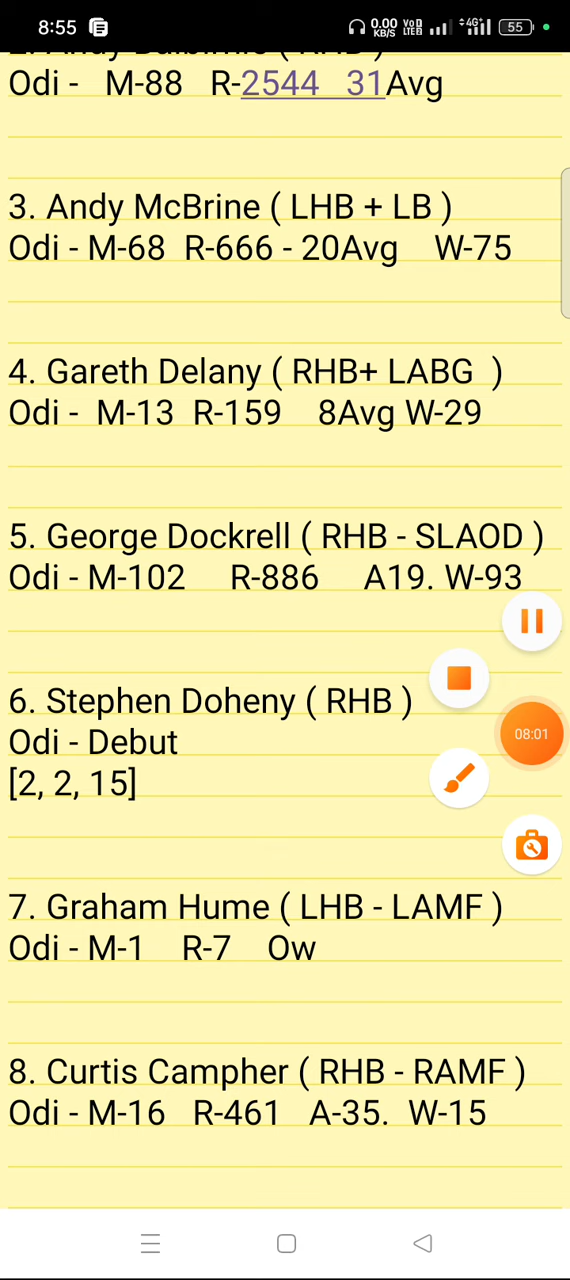 8:55 0.00 KB/S VoD LTEB 4G+ 55
Odi - M-88 R-2544 31Avg
3. Andy McBrine ( LHB + LB )
Odi - M-68 R-666 - 20Avg W-75
4. Gareth Delany ( RHB+ LABG )
Odi - M-13 R-159 8Avg W-29
5. George Dockrell ( RHB - SLAOD )
Odi - M-102 R-886 A19. W-93
6. Stephen Doheny ( RHB )
Odi - Debut
[2, 2, 15]
08:01
7. Graham Hume ( LHB - LAMF )
Odi - M-1 R-7 Ow
8. Curtis Campher ( RHB - RAMF )
Odi - M-16 R-461 A-35. W-15